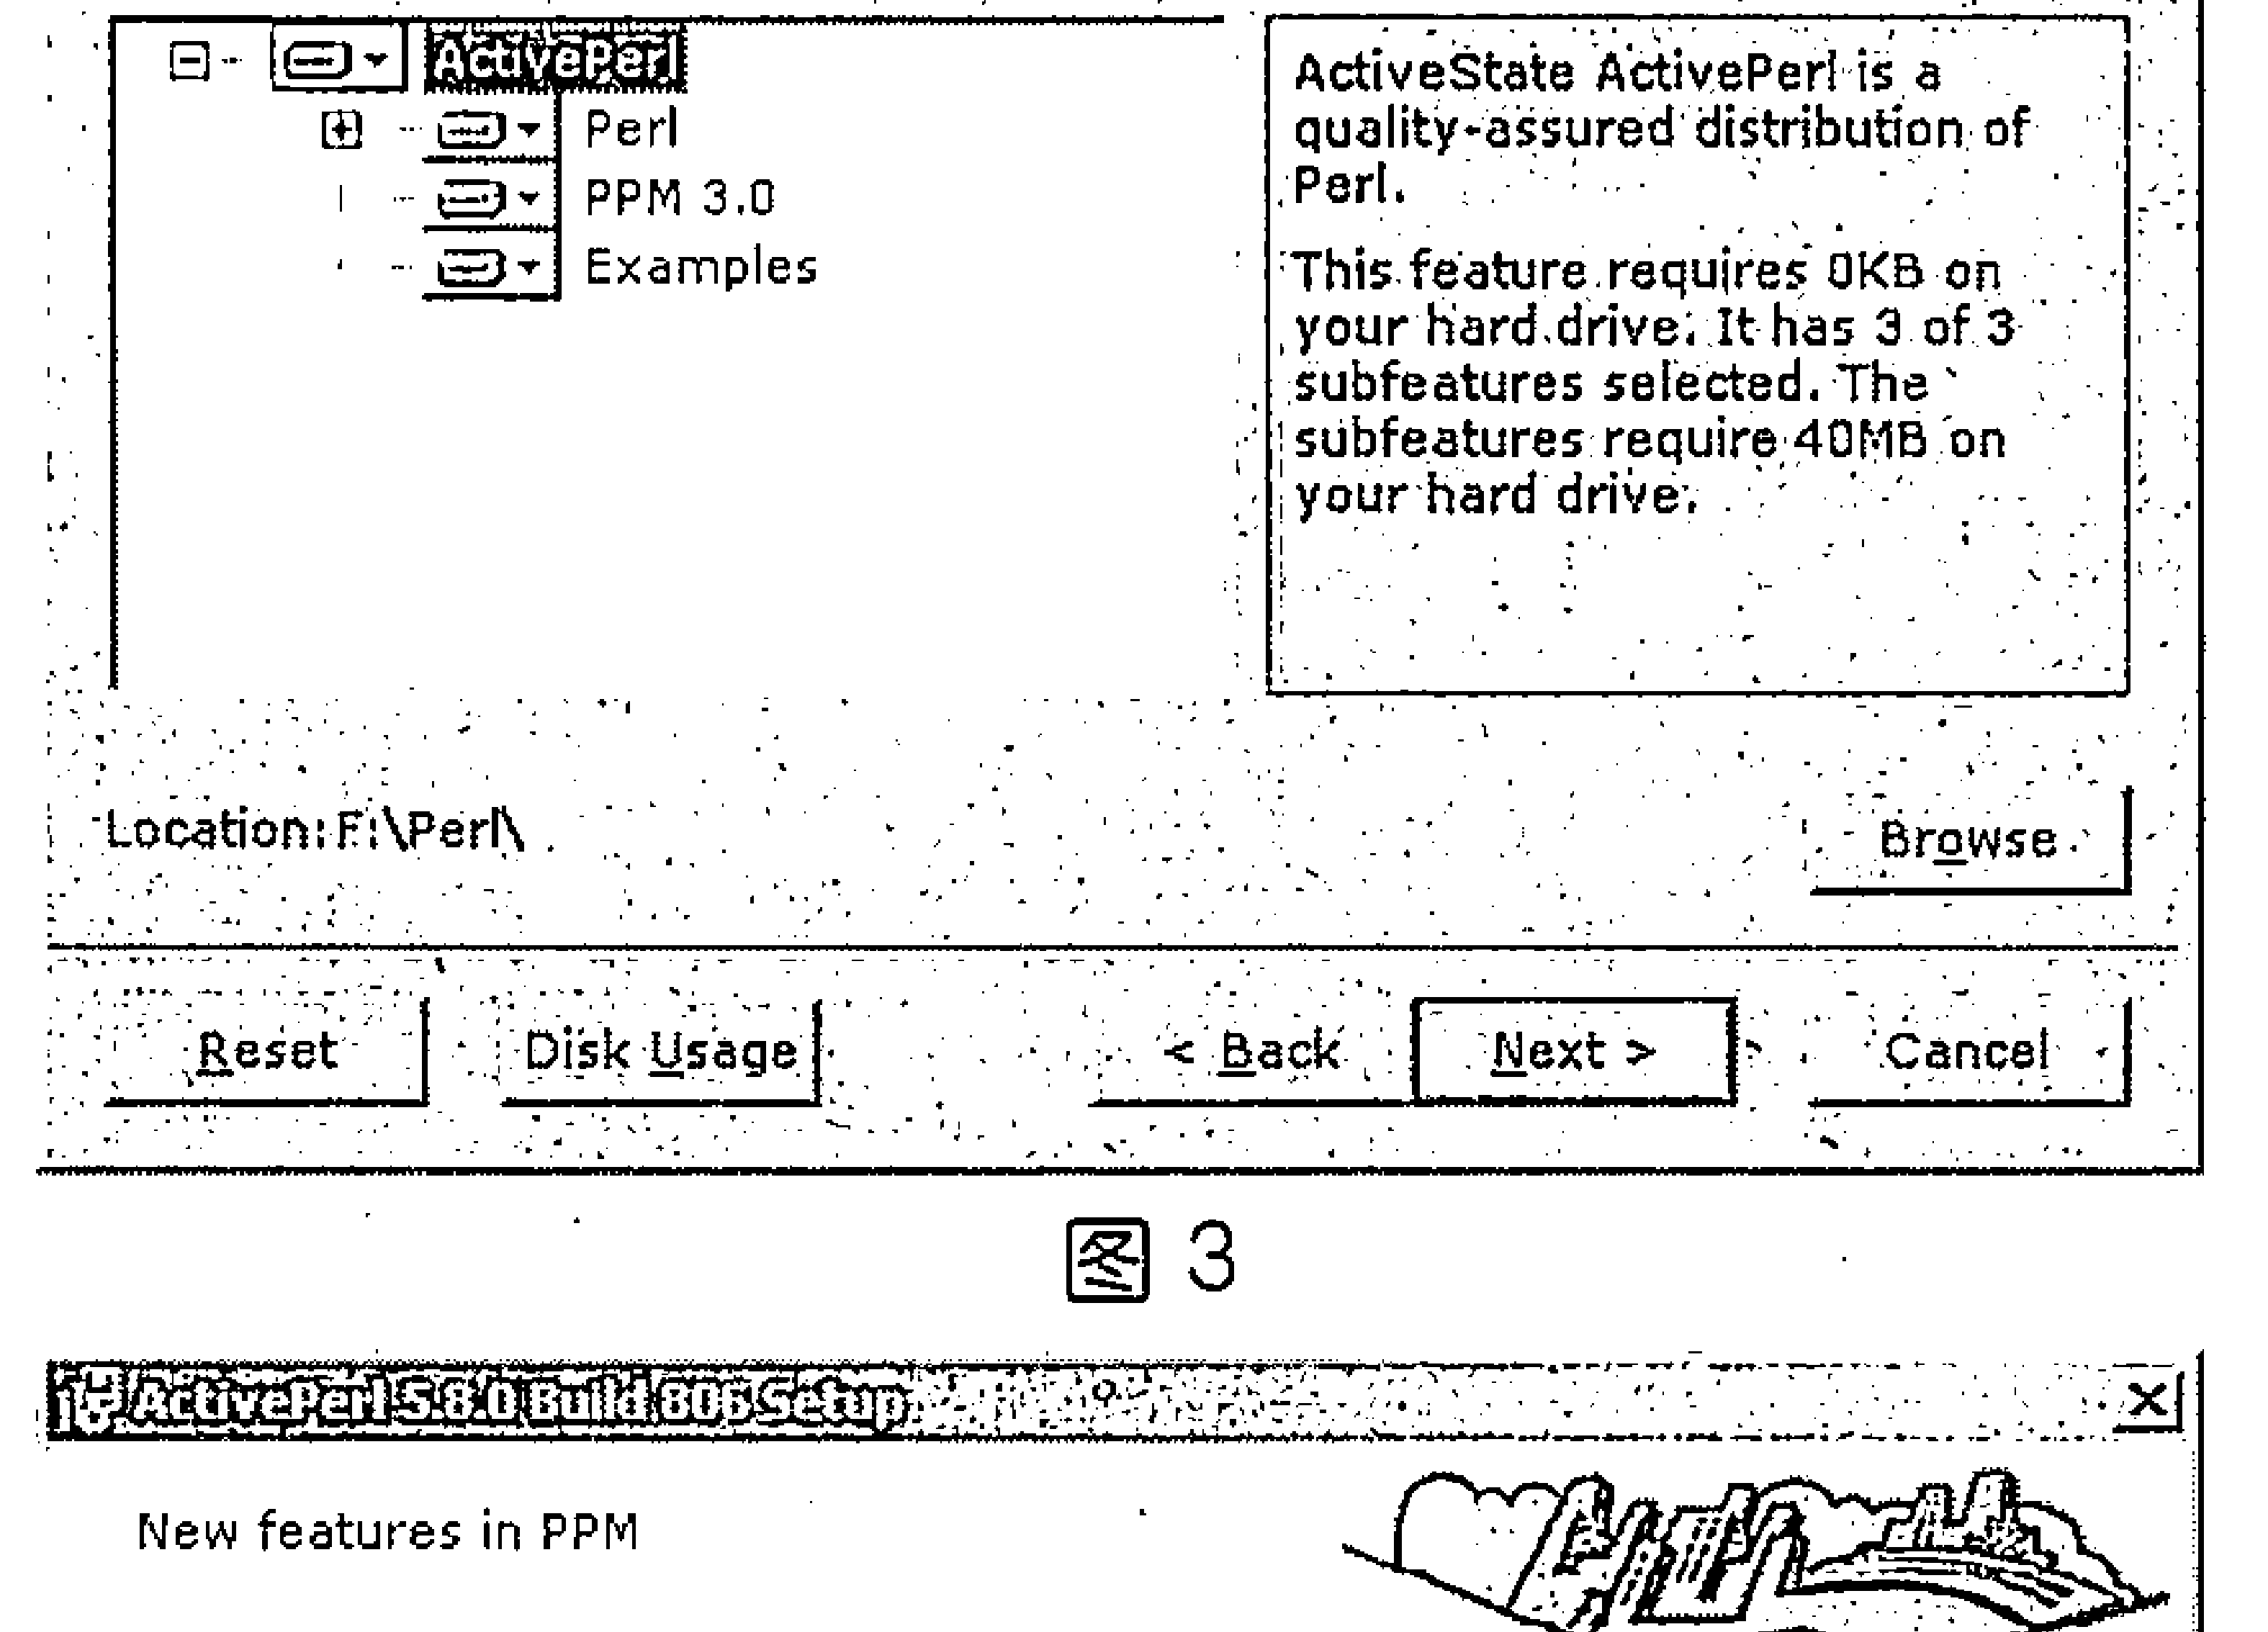 ActivePerl
Perl
PPM 3.0
Examples
ActiveState ActivePerl is a
quality-assured distribution of
Perl.
This feature requires 0KB on
your hard drive. It has 3 of 3
subfeatures selected. The
subfeatures require 40MB on
your hard drive.
Location: F:\Perl\
Browse
Reset
Disk Usage
< Back
Next >
Cancel
图 3
ActivePerl 5.8.0 Build 806 Setup
New features in PPM